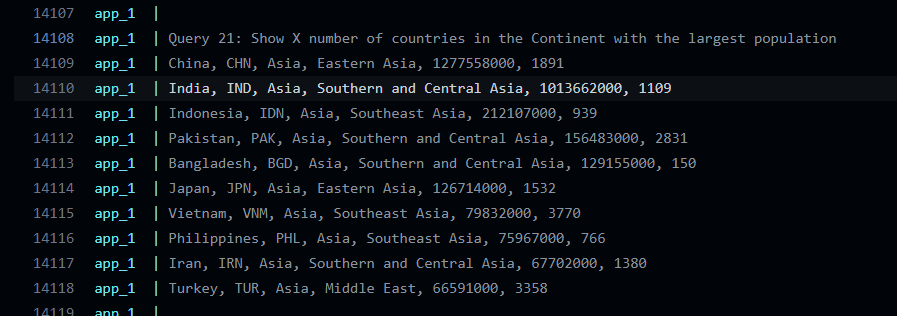 14107 app_1 |
14108 app_1 | Query 21: Show X number of countries in the Continent with the largest population
14109 app_1 | China, CHN, Asia, Eastern Asia, 1277558000, 1891
14110 app_1 | India, IND, Asia, Southern and Central Asia, 1013662000, 1109
14111 app_1 | Indonesia, IDN, Asia, Southeast Asia, 212107000, 939
14112 app_1 | Pakistan, PAK, Asia, Southern and Central Asia, 156483000, 2831
14113 app_1 | Bangladesh, BGD, Asia, Southern and Central Asia, 129155000, 150
14114 app_1 | Japan, JPN, Asia, Eastern Asia, 126714000, 1532
14115 app_1 | Vietnam, VNM, Asia, Southeast Asia, 79832000, 3770
14116 app_1 | Philippines, PHL, Asia, Southeast Asia, 75967000, 766
14117 app_1 | Iran, IRN, Asia, Southern and Central Asia, 67702000, 1380
14118 app_1 | Turkey, TUR, Asia, Middle East, 66591000, 3358
14119 app_1 |